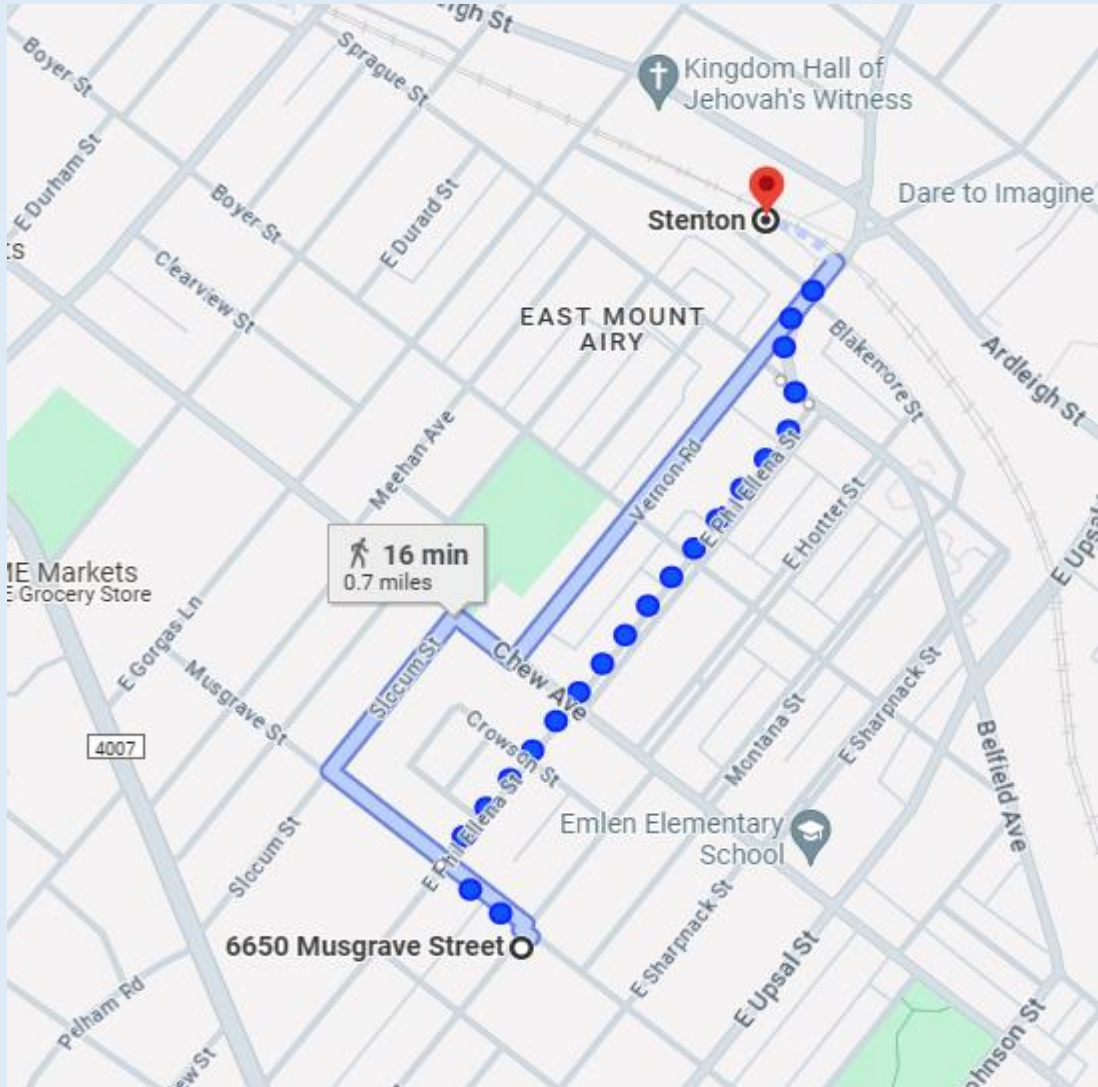 Boyer St
Sprague St
Kingdom Hall of
Jehovah's Witness
E Durham St
Boyer St
E Durard St
Dare to Imagine
Stenton
Clearview St
EAST MOUNT
AIRY
Blakemore St
Ardleigh St
Meehan Ave
Vernon Rd
E Phil Ellena St
E Hortter St
E Upsal
16 min
0.7 miles
Grocery Store
E Gorgas Ln
Musgrave St
Slocum St
Chew Ave
Crowson St
Montana St
E Sharpnack St
4007
Belfield Ave
Emlen Elementary
School
E Phil Ellena St
Slocum St
6650 Musgrave Street
E Sharpnack St
E Upsal St
Pelham Rd